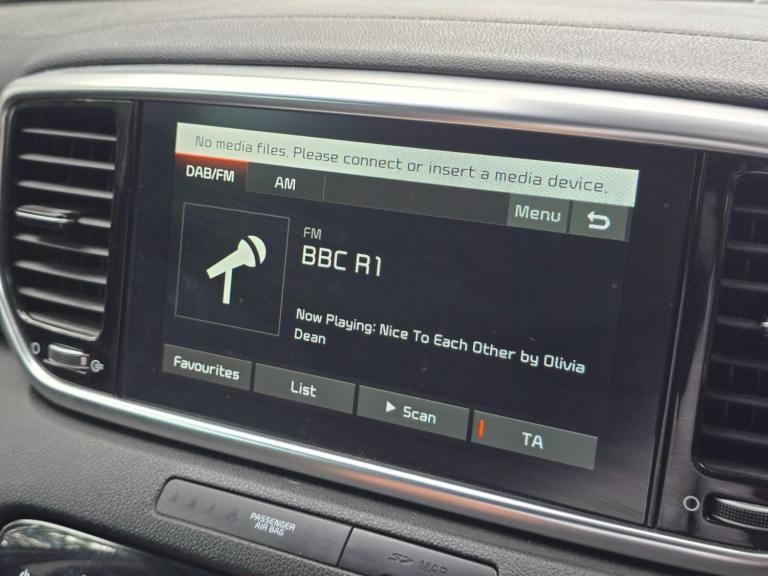 No media files. Please connect or insert a media device.
DAB/FM
AM
Menu
FM
BBC R1
Now Playing: Nice To Each Other by Olivia
Dean
Favourites
List
Scan
TA
PASSENGER
AIR BAG
SD MAP